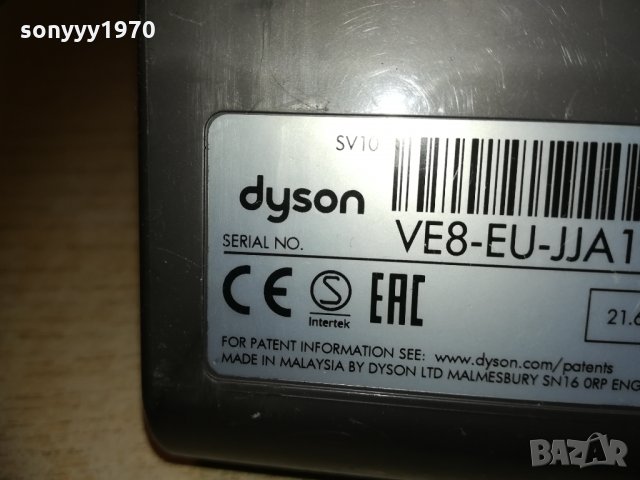 sonyyy1970
SV10
dyson
SERIAL NO.
VE8-EU-JJA1
CE
S
Intertek
EAC
21.6
FOR PATENT INFORMATION SEE: www.dyson.com/patents
MADE IN MALAYSIA BY DYSON LTD MALMESBURY SN16 0RP ENG
BAZAR